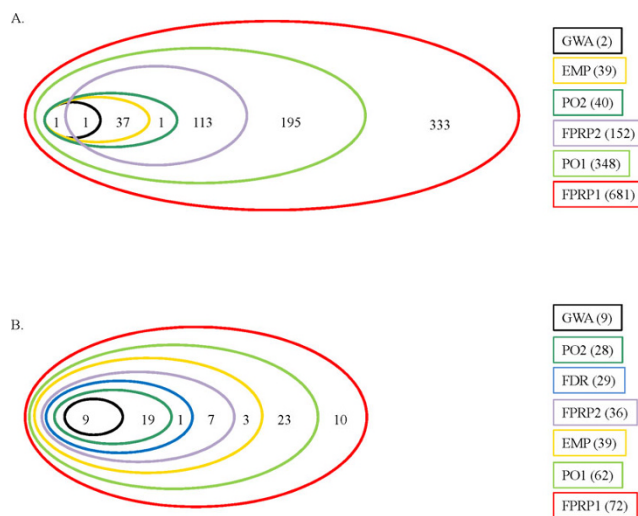 A.
GWA (2)
EMP (39)
PO2 (40)
FPRP2 (152)
PO1 (348)
FPRP1 (681)
1 1 37 1 113 195 333
B.
GWA (9)
PO2 (28)
FDR (29)
FPRP2 (36)
EMP (39)
PO1 (62)
FPRP1 (72)
9 19 1 7 3 23 10